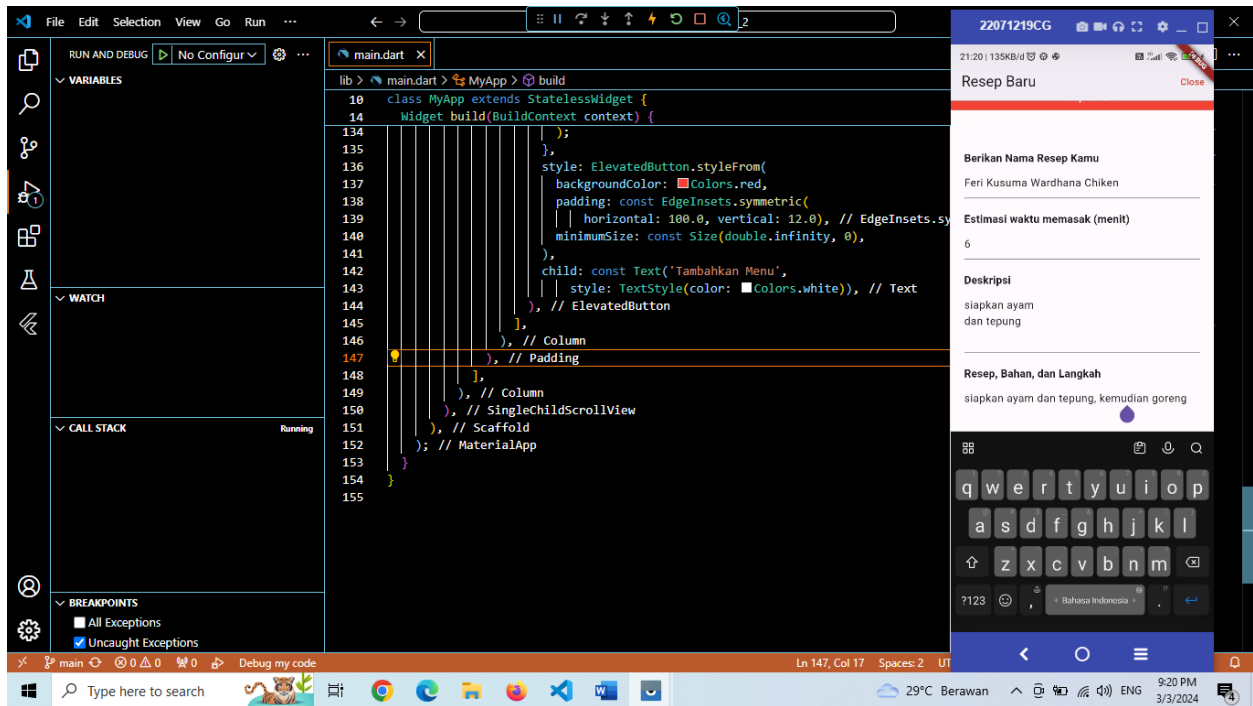 File Edit Selection View Go Run ···
_2
RUN AND DEBUG No Configur
VARIABLES
WATCH
CALL STACK
Running
BREAKPOINTS
All Exceptions
Uncaught Exceptions
1
main.dart
lib > main.dart > MyApp > build
10 class MyApp extends StatelessWidget {
14 Widget build(BuildContext context) {
134 );
135 },
136 style: ElevatedButton.styleFrom(
137 backgroundColor: Colors.red,
138 padding: const EdgeInsets.symmetric(
139 horizontal: 100.0, vertical: 12.0), // EdgeInsets.sy
140 minimumSize: const Size(double.infinity, 0),
141 ),
142 child: const Text('Tambahkan Menu',
143 style: TextStyle(color: Colors.white)), // Text
144 ), // ElevatedButton
145 ],
146 ), // Column
147 ), // Padding
148 ],
149 ), // Column
150 ), // SingleChildScrollView
151 ), // Scaffold
152 ); // MaterialApp
153 }
154 }
155
22071219CG
21:20 | 135KB/d
Resep Baru
Close
Berikan Nama Resep Kamu
Feri Kusuma Wardhana Chiken
Estimasi waktu memasak (menit)
6
Deskripsi
siapkan ayam
dan tepung
Resep, Bahan, dan Langkah
siapkan ayam dan tepung, kemudian goreng
q w e r t y u i o p
a s d f g h j k l
z x c v b n m
?123 , < Bahasa Indonesia > .
main 0 0 0 Debug my code
Ln 147, Col 17 Spaces: 2 UT
Type here to search
29°C Berawan
ENG
9:20 PM
3/3/2024
4